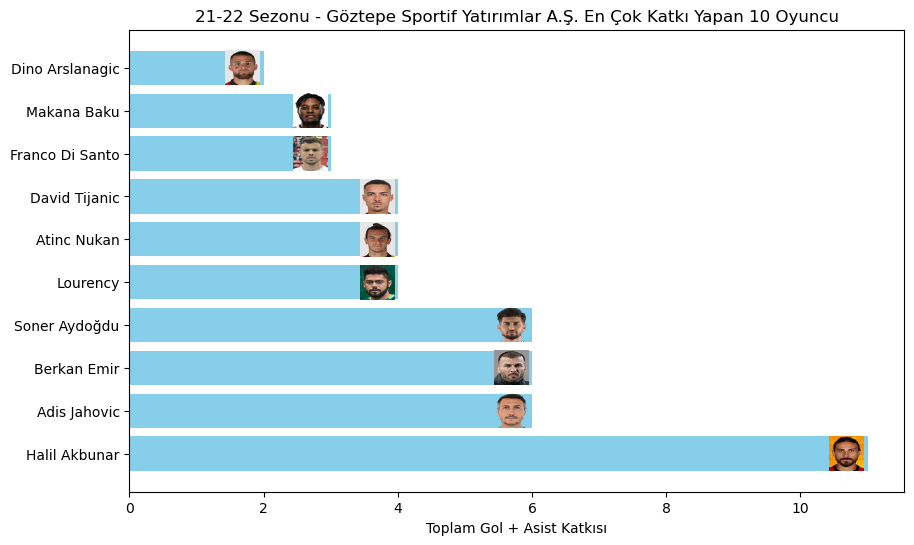 21-22 Sezonu - Göztepe Sportif Yatırımlar A.Ş. En Çok Katkı Yapan 10 Oyuncu
Dino Arslanagic
Makana Baku
Franco Di Santo
David Tijanic
Atinc Nukan
Lourency
Soner Aydoğdu
Berkan Emir
Adis Jahovic
Halil Akbunar
0 2 4 6 8 10
Toplam Gol + Asist Katkısı